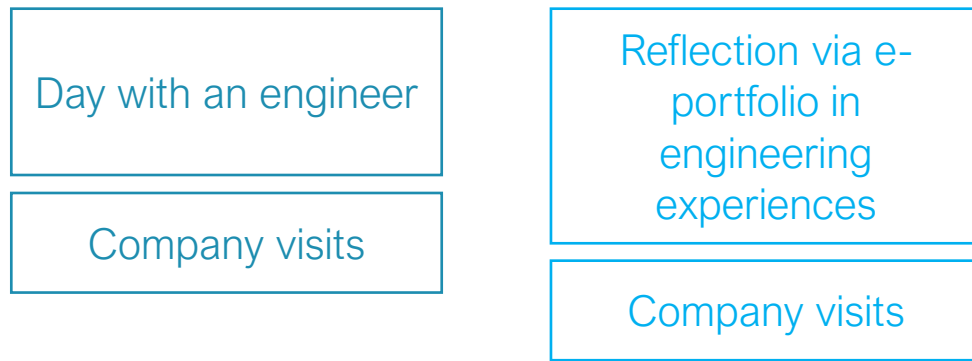 Day with an engineer
Company visits
Reflection via e-
portfolio in
engineering
experiences
Company visits